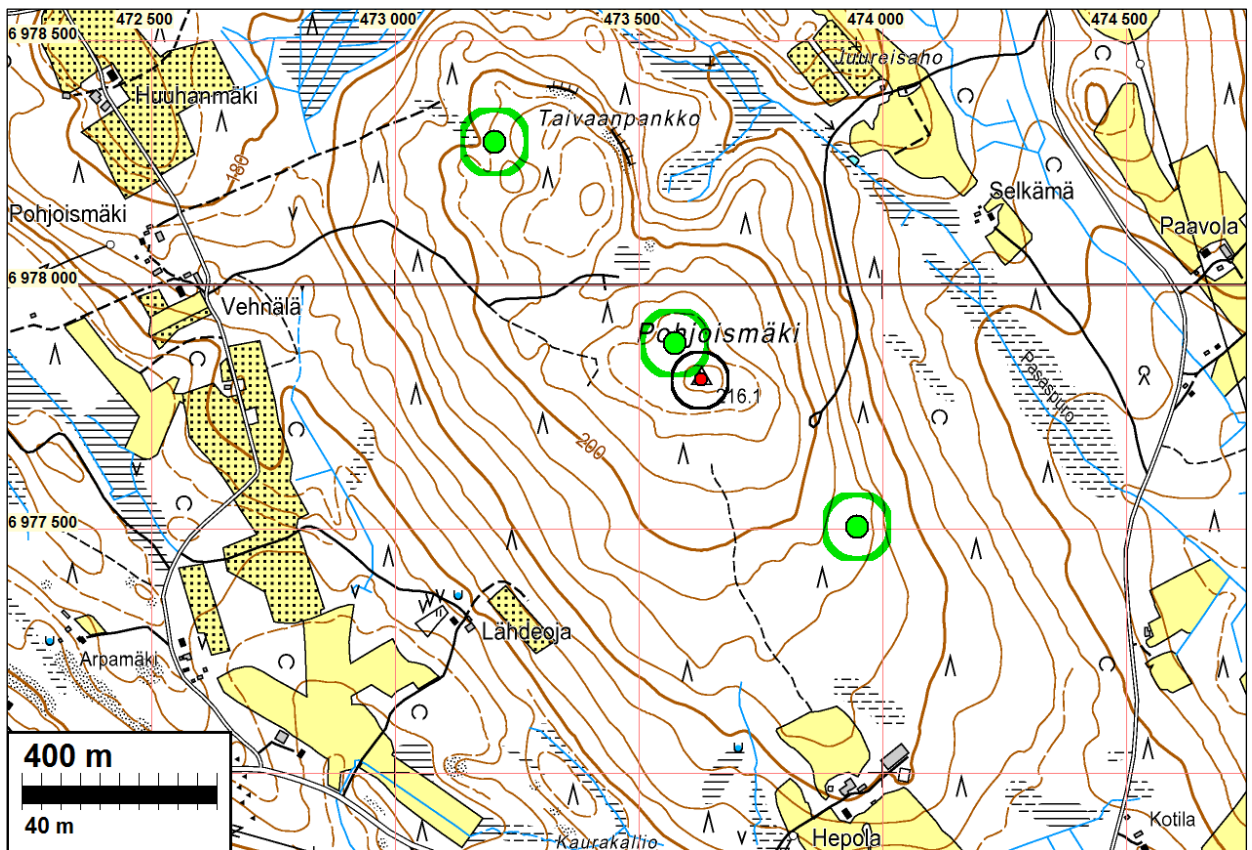 472 500
473 000
473 500
474 000
474 500
6 978 500
Juureisaho
Huuhanmäki
Taivaanpankko
180
Selkämä
Pohjoismäki
Paavola
6 978 000
Vehnälä
Pohjoismäki
Pasaspuro
216.1
200
6 977 500
Lähdeoja
Arpamäki
400 m
40 m
Kaurakallio
Hepola
Kotila